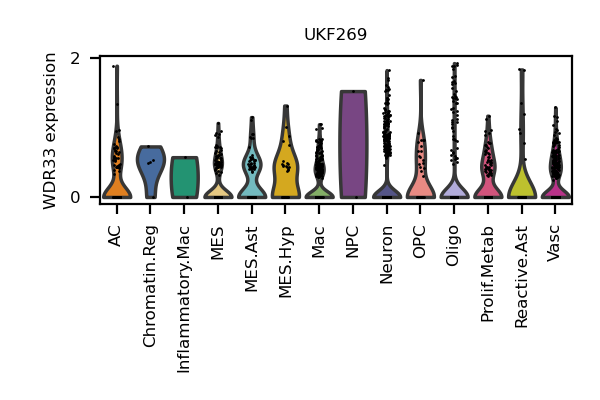 UKF269
WDR33 expression
2
0
AC
Chromatin.Reg
Inflammatory.Mac
MES
MES.Ast
MES.Hyp
Mac
NPC
Neuron
OPC
Oligo
Prolif.Metab
Reactive.Ast
Vasc